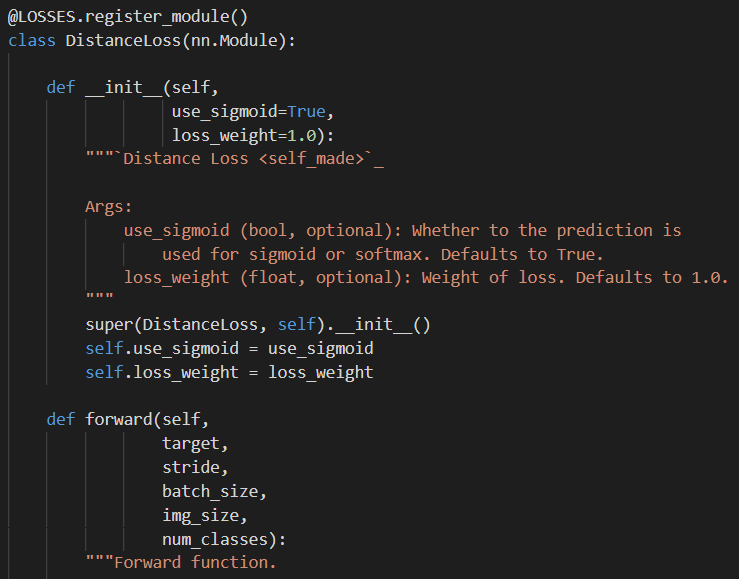 @LOSSES.register_module()
class DistanceLoss(nn.Module):
def __init__(self,
use_sigmoid=True,
loss_weight=1.0):
"""`Distance Loss <self_made>`_
Args:
use_sigmoid (bool, optional): Whether to the prediction is
used for sigmoid or softmax. Defaults to True.
loss_weight (float, optional): Weight of loss. Defaults to 1.0.
"""
super(DistanceLoss, self).__init__()
self.use_sigmoid = use_sigmoid
self.loss_weight = loss_weight
def forward(self,
target,
stride,
batch_size,
img_size,
num_classes):
"""Forward function.